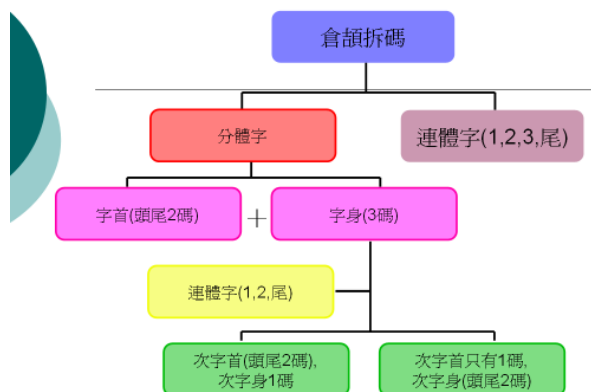 倉頡拆碼
分體字
連體字(1,2,3,尾)
字首(頭尾2碼)
+
字身(3碼)
連體字(1,2,尾)
次字首(頭尾2碼),
次字身1碼
次字首只有1碼,
次字身(頭尾2碼)